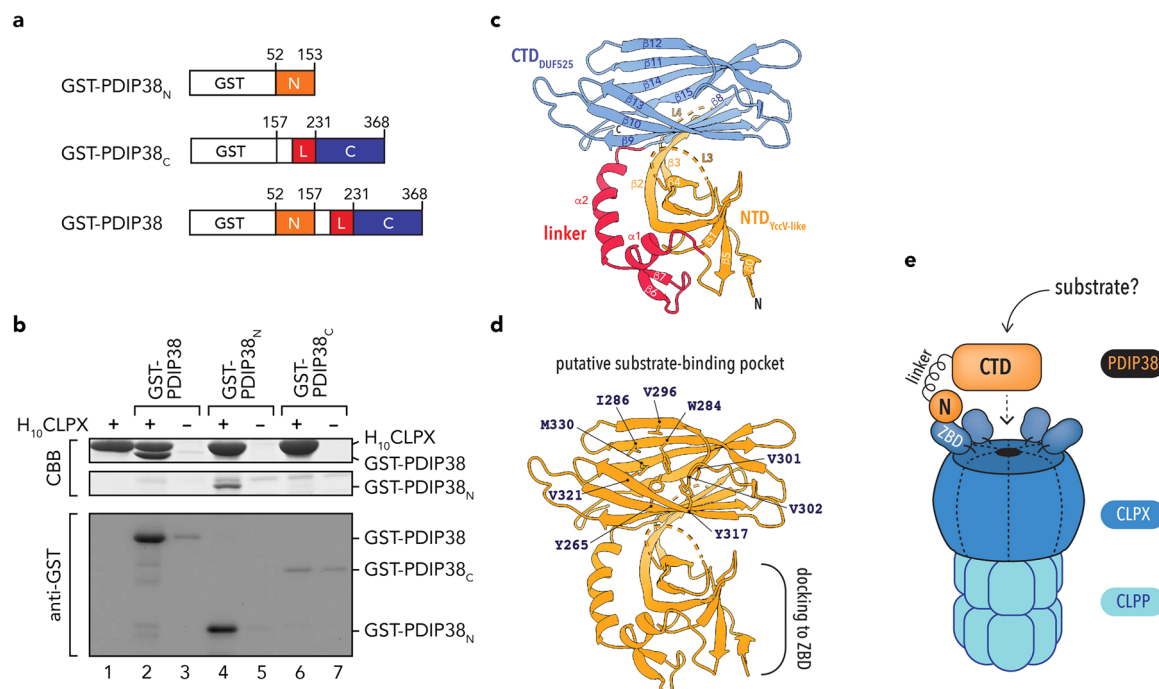 a
52 153
GST-PDIP38N GST N
157 231 368
GST-PDIP38C GST L C
52 157 231 368
GST-PDIP38 GST N L C
b
GST-PDIP38
GST-PDIP38N
GST-PDIP38C
H10CLPX + + – + – + –
CBB
H10CLPX
GST-PDIP38
GST-PDIP38N
anti-GST
GST-PDIP38
GST-PDIP38C
GST-PDIP38N
1 2 3 4 5 6 7
c
CTDDUF525
β12
β11
β14
β15
β8
β13
β10
L4
C
β9
β3
L3
β2
β4
α2
NTDYccV-like
linker
α1
β1
β5
β0
β7
β6
N
d
putative substrate-binding pocket
V296
I286
W284
M330
V301
V321
V302
Y265
Y317
docking to ZBD
e
substrate?
linker
CTD
PDIP38
N
ZBD
CLPX
CLPP